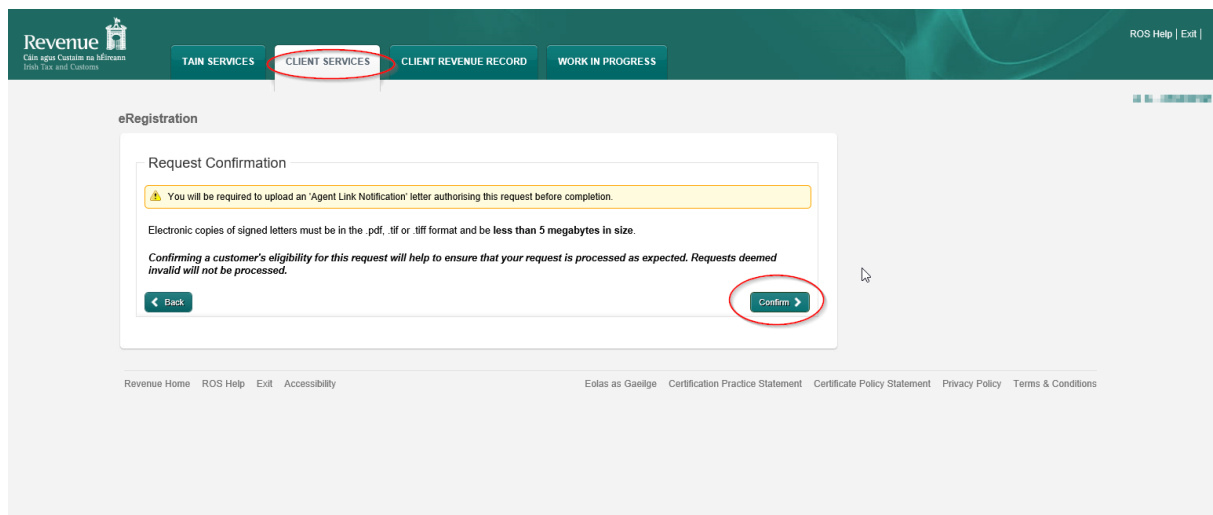 Revenue
Cáin agus Custaim na hÉireann
Irish Tax and Customs
TAIN SERVICES
CLIENT SERVICES
CLIENT REVENUE RECORD
WORK IN PROGRESS
ROS Help | Exit |
eRegistration
Request Confirmation
You will be required to upload an 'Agent Link Notification' letter authorising this request before completion.
Electronic copies of signed letters must be in the .pdf, .tif or .tiff format and be less than 5 megabytes in size.
Confirming a customer's eligibility for this request will help to ensure that your request is processed as expected. Requests deemed
invalid will not be processed.
Back
Confirm
Revenue Home ROS Help Exit Accessibility
Eolas as Gaeilge Certification Practice Statement Certificate Policy Statement Privacy Policy Terms & Conditions